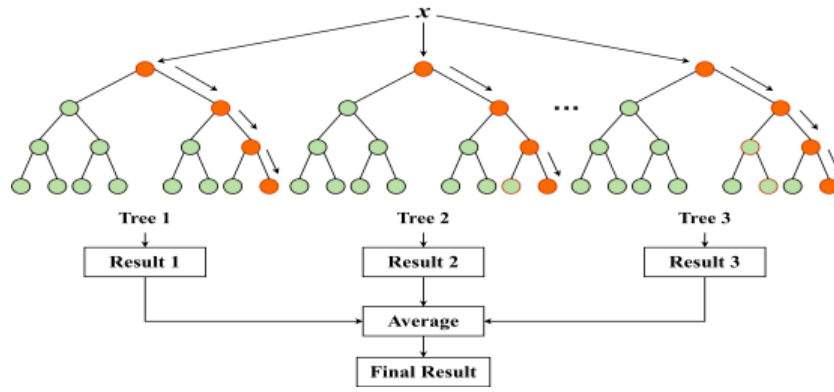 x
...
Tree 1
Tree 2
Tree 3
Result 1
Result 2
Result 3
Average
Final Result